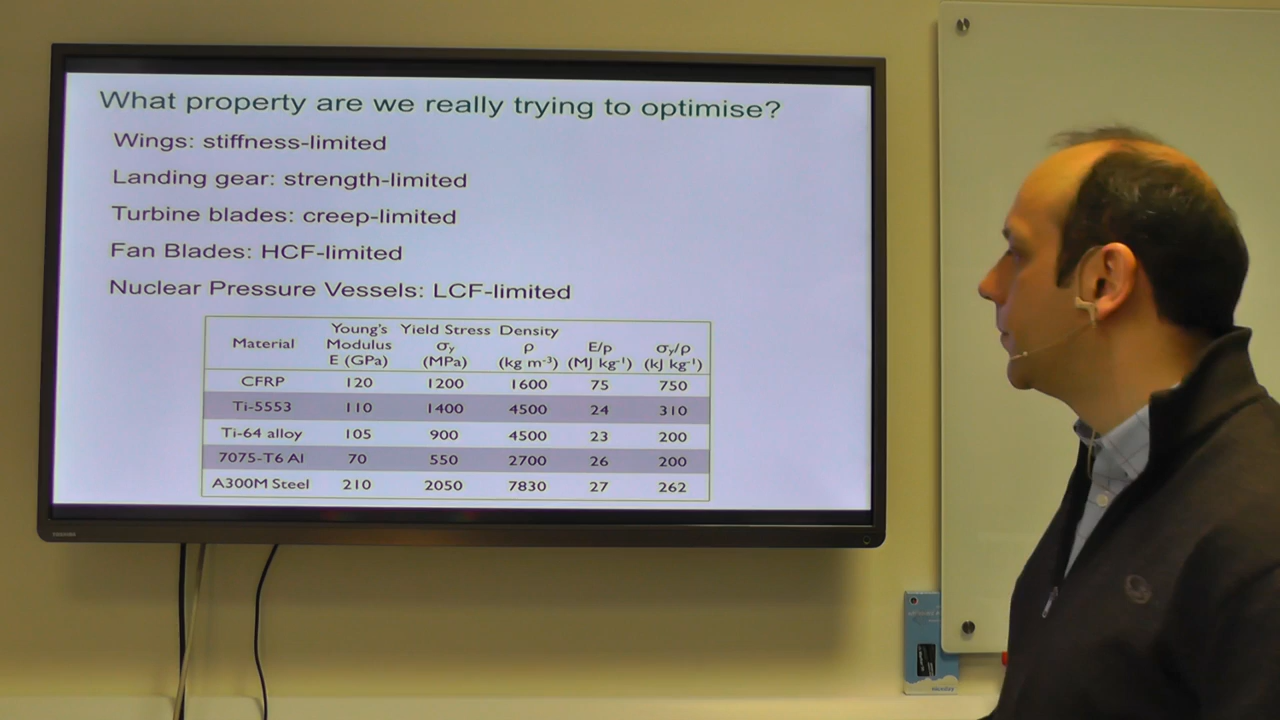 What property are we really trying to optimise?
Wings: stiffness-limited
Landing gear: strength-limited
Turbine blades: creep-limited
Fan Blades: HCF-limited
Nuclear Pressure Vessels: LCF-limited
Material Young's Modulus E (GPa) Yield Stress σy (MPa) Density ρ (kg m-3) E/ρ (MJ kg-1) σy/ρ (kJ kg-1)
CFRP 120 1200 1600 75 750
Ti-5553 110 1400 4500 24 310
Ti-64 alloy 105 900 4500 23 200
7075-T6 Al 70 550 2700 26 200
A300M Steel 210 2050 7830 27 262
TOSHIBA